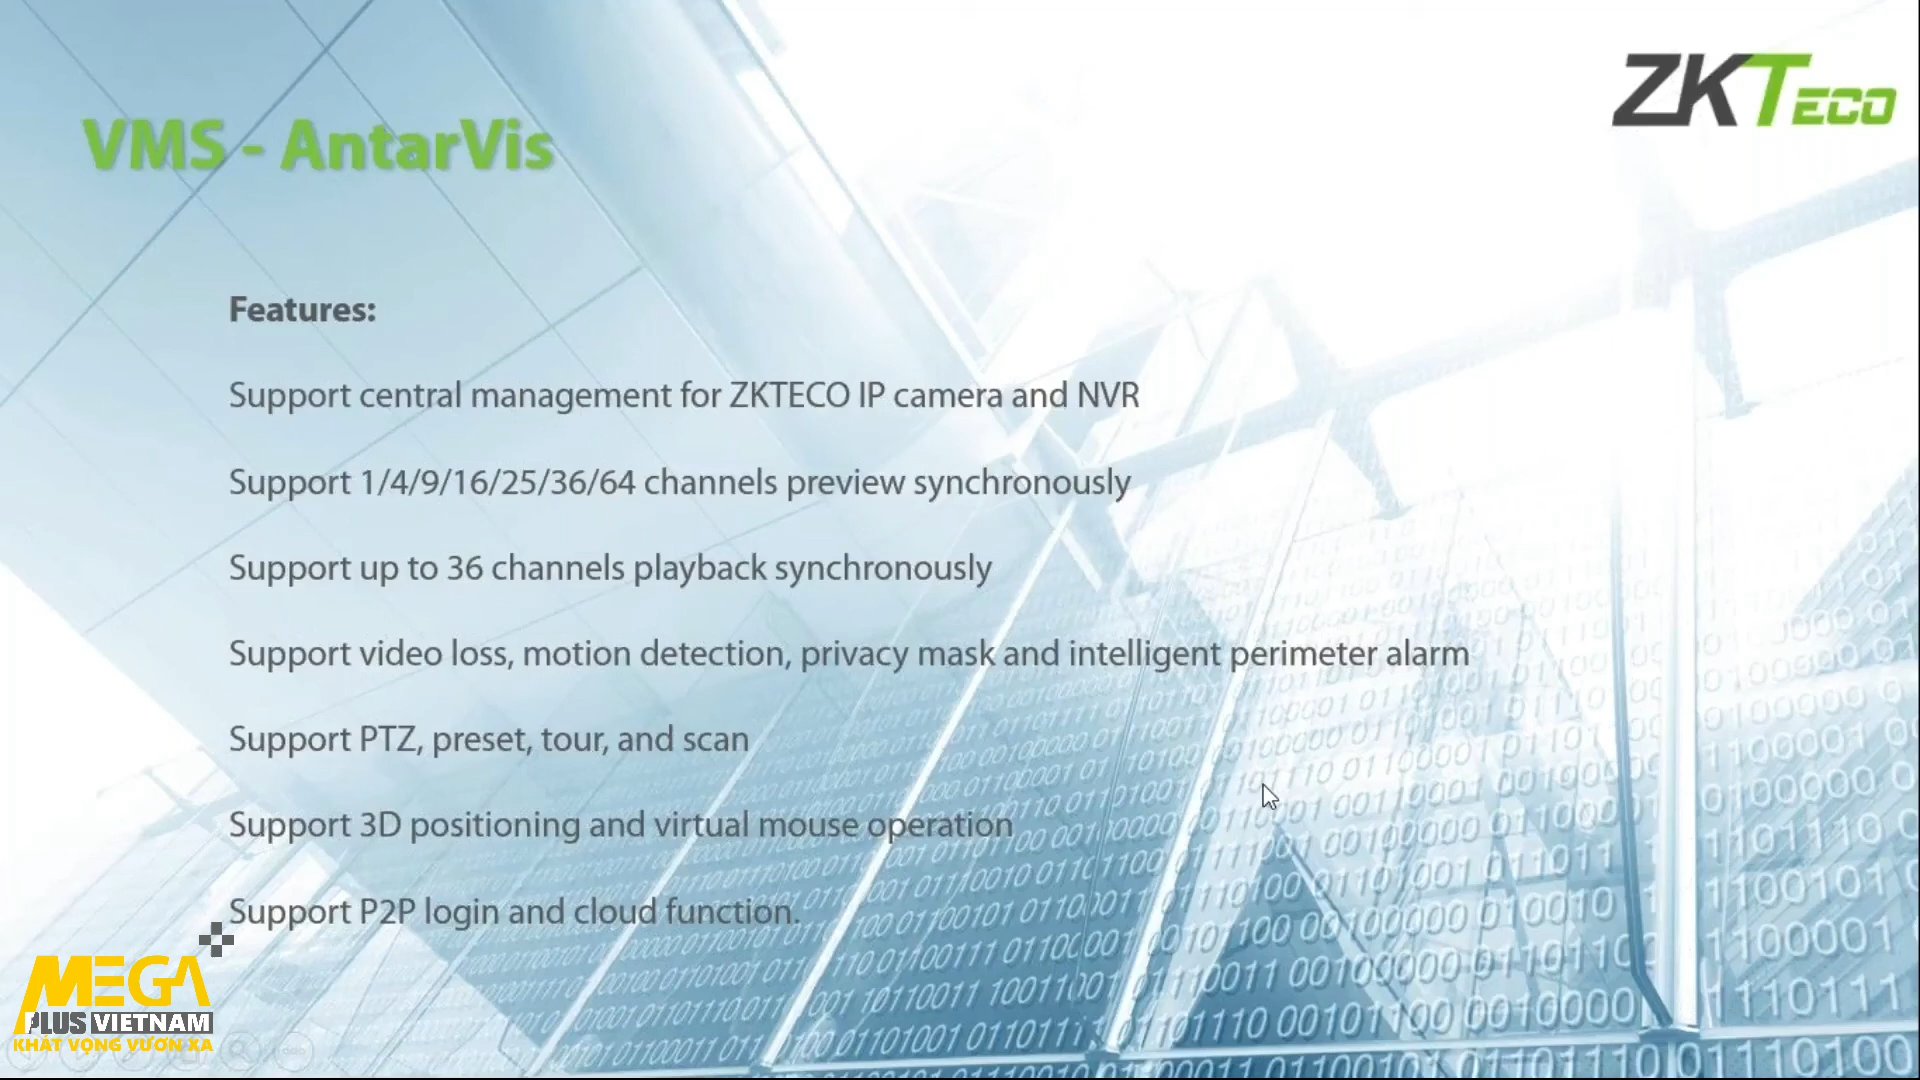 ZKTECO
VMS - AntarVis
Features:
Support central management for ZKTECO IP camera and NVR
Support 1/4/9/16/25/36/64 channels preview synchronously
Support up to 36 channels playback synchronously
Support video loss, motion detection, privacy mask and intelligent perimeter alarm
Support PTZ, preset, tour, and scan
Support 3D positioning and virtual mouse operation
Support P2P login and cloud function.
MEGA
PLUS VIETNAM
KHÁT VỌNG VƯƠN XA